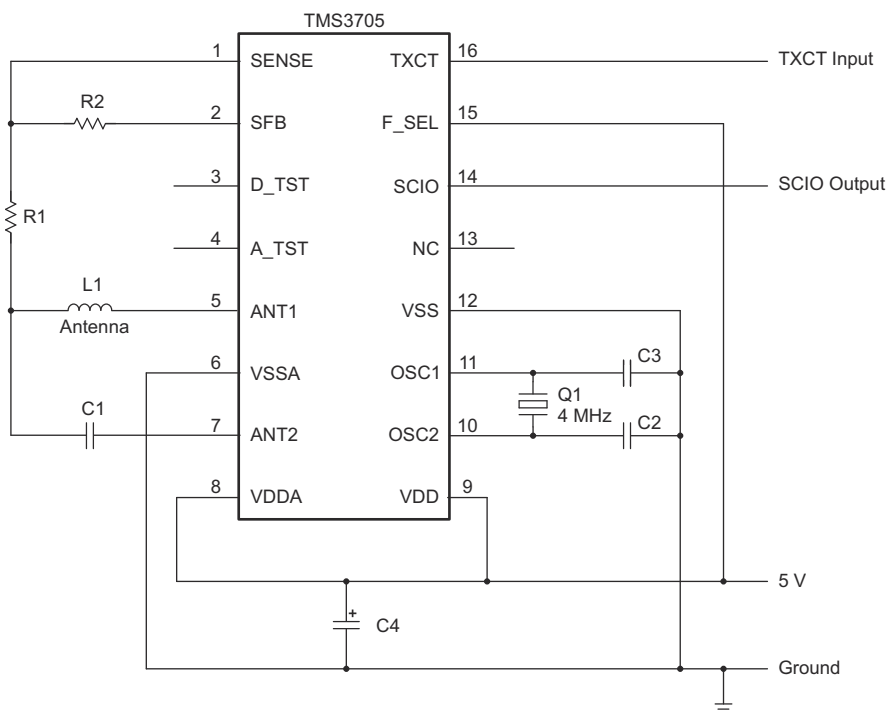 TMS3705
1 SENSE TXCT 16 TXCT Input
R2
2 SFB F_SEL 15
3 D_TST SCIO 14 SCIO Output
R1
4 A_TST NC 13
L1
Antenna
5 ANT1 VSS 12
6 VSSA OSC1 11 C3
Q1
4 MHz
C1
7 ANT2 OSC2 10 C2
8 VDDA VDD 9
5 V
+
C4
Ground